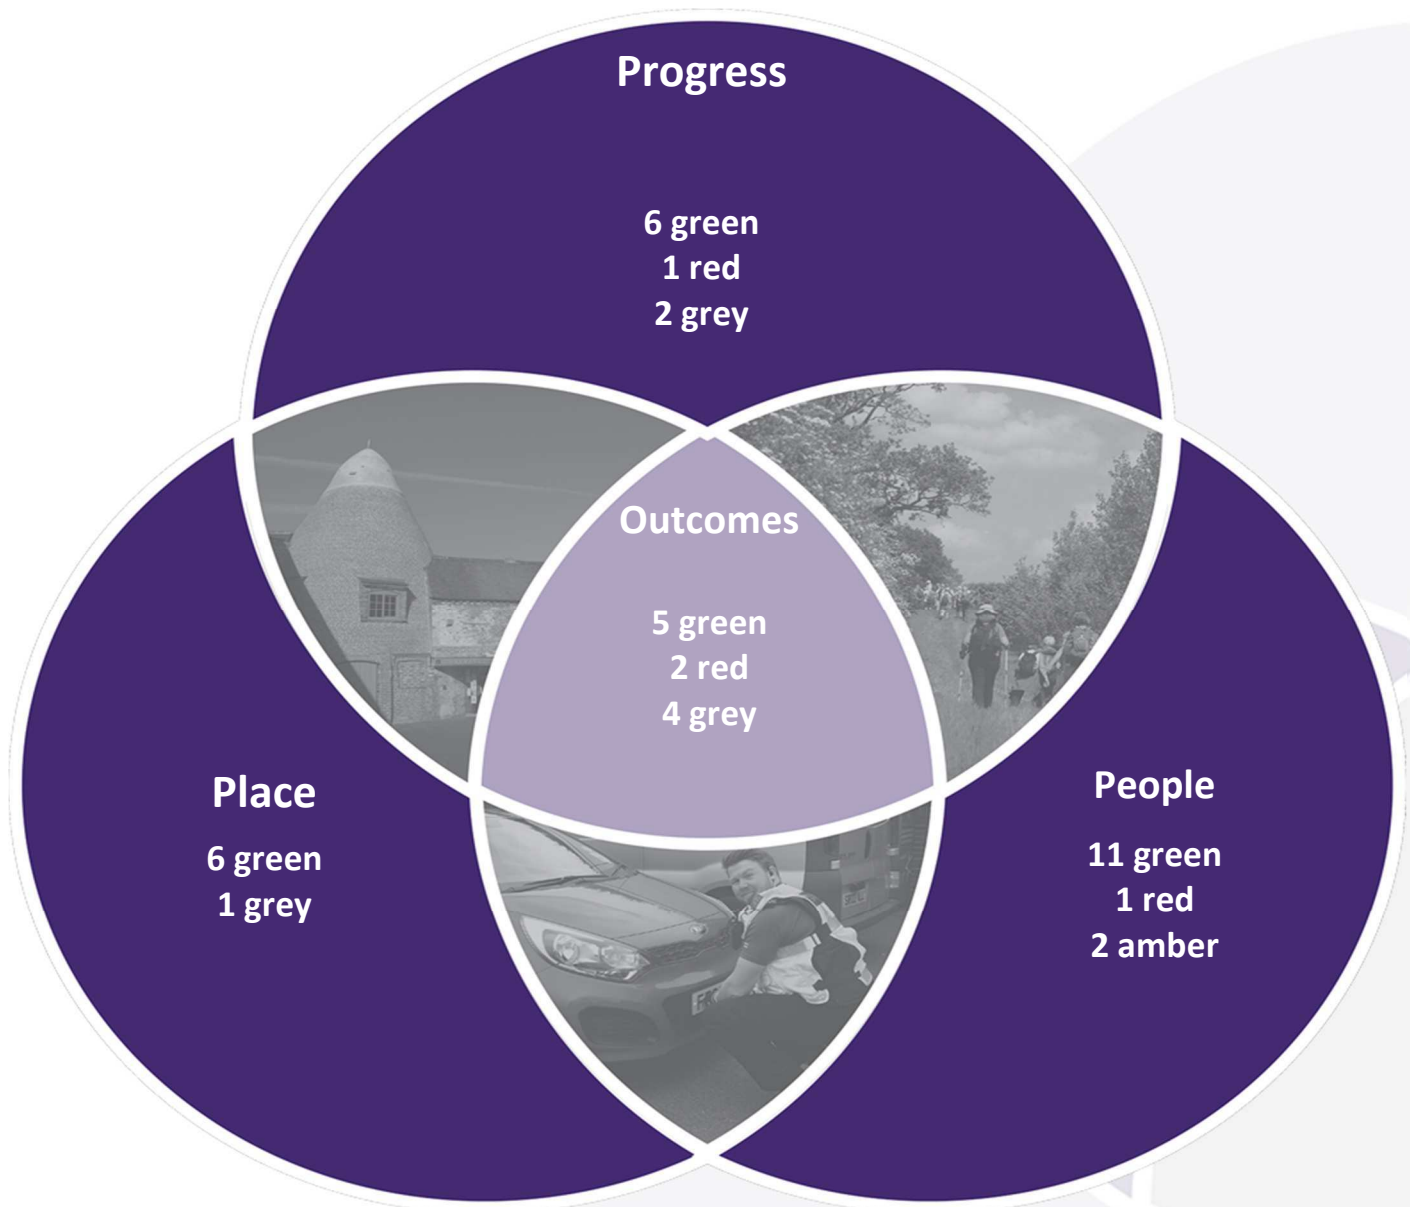 Progress
6 green
1 red
2 grey
Outcomes
5 green
2 red
4 grey
Place
6 green
1 grey
People
11 green
1 red
2 amber